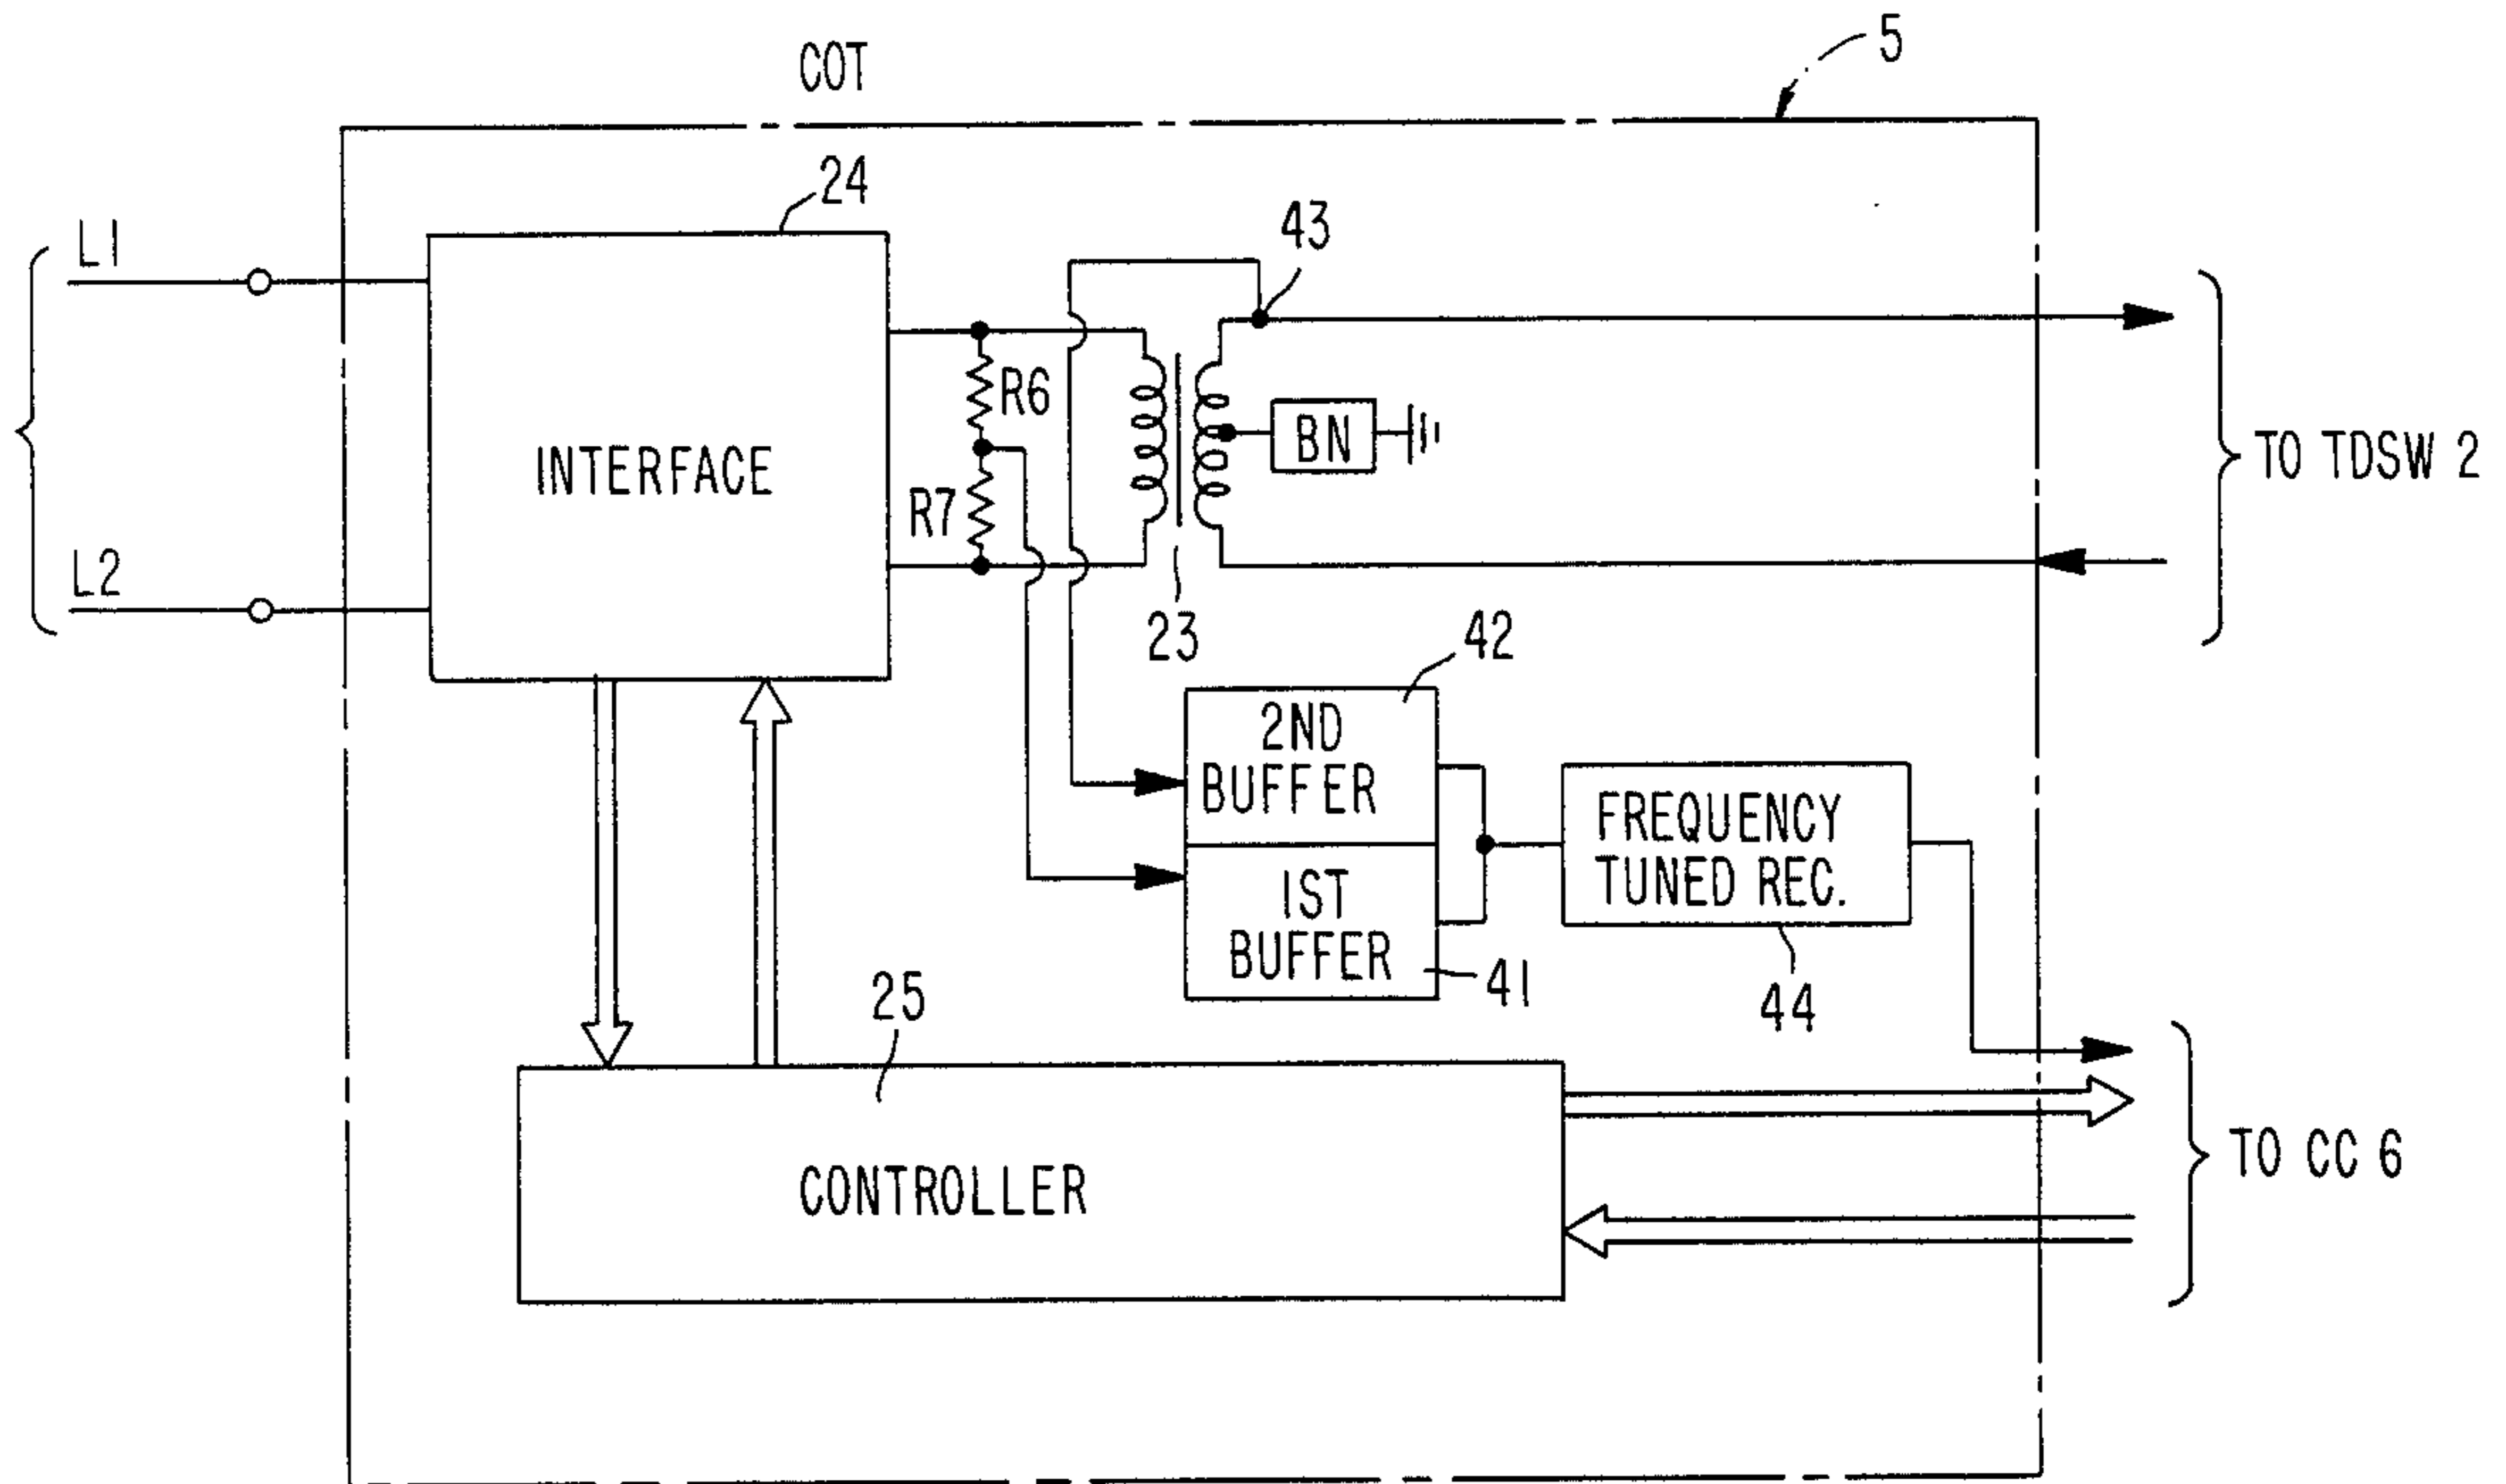 COT
5
24
L1
43
R6
INTERFACE
BN
TO TDSW 2
R7
L2
23
42
2ND
BUFFER
FREQUENCY
TUNED REC.
1ST
BUFFER
41
25
44
CONTROLLER
TO CC 6